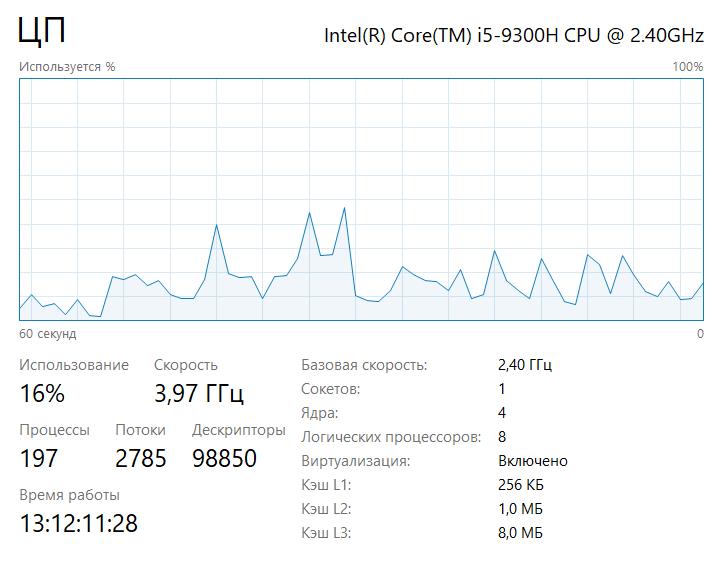 ЦП
Intel(R) Core(TM) i5-9300H CPU @ 2.40GHz
Используется %
100%
60 секунд
0
Использование
Скорость
16%
3,97 ГГц
Процессы
Потоки
Дескрипторы
197
2785
98850
Время работы
13:12:11:28
Базовая скорость:
2,40 ГГц
Сокетов:
1
Ядра:
4
Логических процессоров:
8
Виртуализация:
Включено
Кэш L1:
256 КБ
Кэш L2:
1,0 МБ
Кэш L3:
8,0 МБ